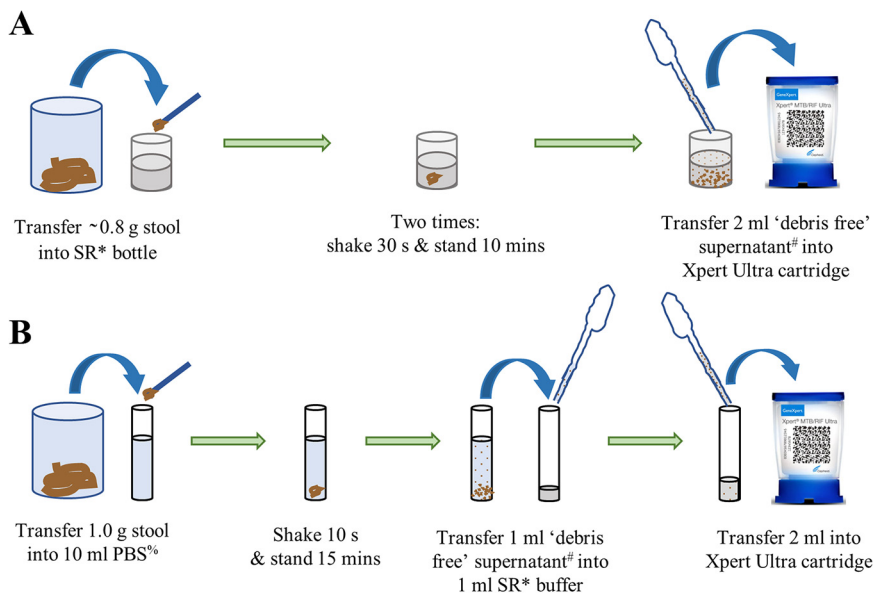 A
GeneXpert
Xpert® MTB/RIF Ultra
Transfer ~0.8 g stool
into SR* bottle
Two times:
shake 30 s & stand 10 mins
Transfer 2 ml ‘debris free’
supernatant# into
Xpert Ultra cartridge
B
GeneXpert
Xpert® MTB/RIF Ultra
Transfer 1.0 g stool
into 10 ml PBS%
Shake 10 s
& stand 15 mins
Transfer 1 ml ‘debris
free’ supernatant# into
1 ml SR* buffer
Transfer 2 ml into
Xpert Ultra cartridge